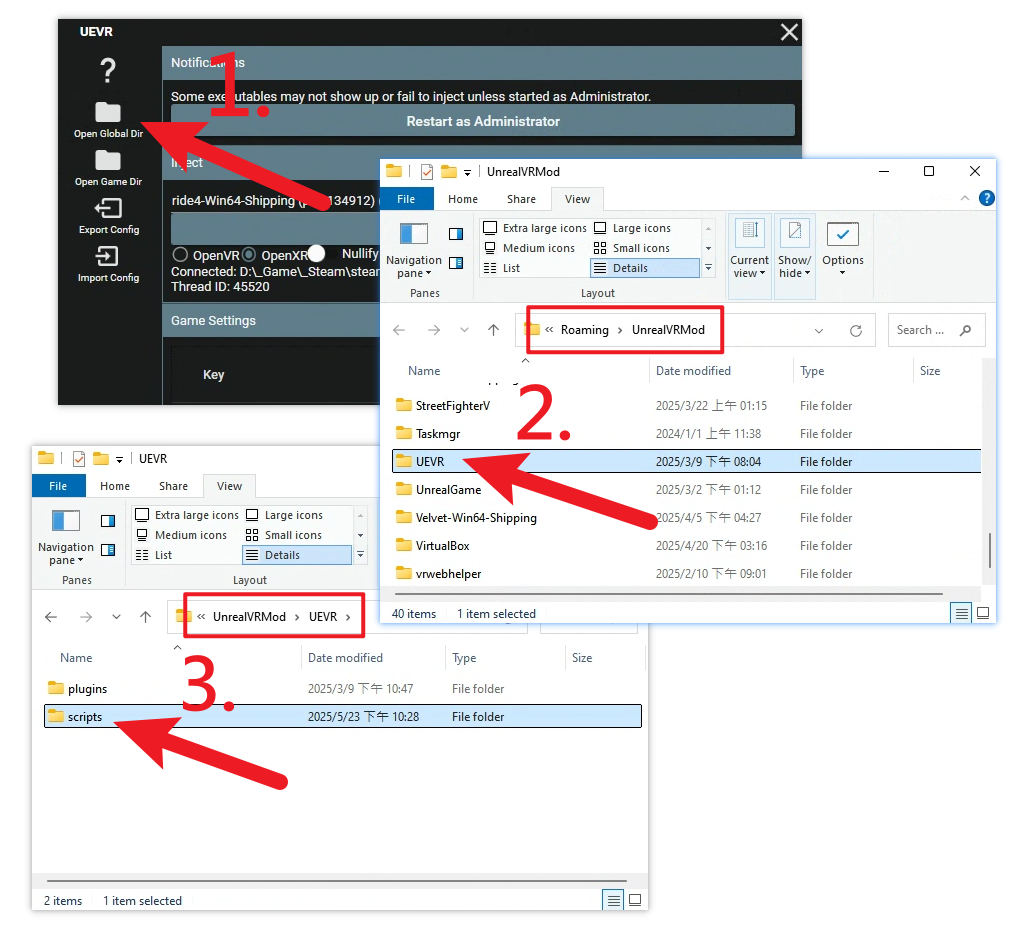 UEVR
Notifications
Some executables may not show up or fail to inject unless started as Administrator.
Restart as Administrator
Open Global Dir
Open Game Dir
Export Config
Import Config
1.
Inject
ride4-Win64-Shipping (p 134912) (
OpenVR OpenXR Nullify
Connected: D:\_Game\_Steam\steam
Thread ID: 45520
Game Settings
Key
UnrealVRMod
File Home Share View
Navigation pane
Panes
Extra large icons Large icons
Medium icons Small icons
List Details
Layout
Current view
Show/ hide
Options
« Roaming › UnrealVRMod
Search ...
Name Date modified Type Size
StreetFighterV 2025/3/22 上午 01:15 File folder
Taskmgr 2024/1/1 上午 11:38 File folder
UEVR 2025/3/9 下午 08:04 File folder
UnrealGame 2025/3/2 下午 01:12 File folder
Velvet-Win64-Shipping 2025/4/5 下午 04:27 File folder
VirtualBox 2025/4/20 下午 03:16 File folder
vrwebhelper 2025/2/10 下午 09:01 File folder
40 items 1 item selected
2.
UEVR
File Home Share View
Navigation pane
Panes
Extra large icons Large icons
Medium icons Small icons
List Details
Layout
« UnrealVRMod › UEVR ›
Name Date modified Type Size
plugins 2025/3/9 下午 10:47 File folder
scripts 2025/5/23 下午 10:28 File folder
3.
2 items 1 item selected